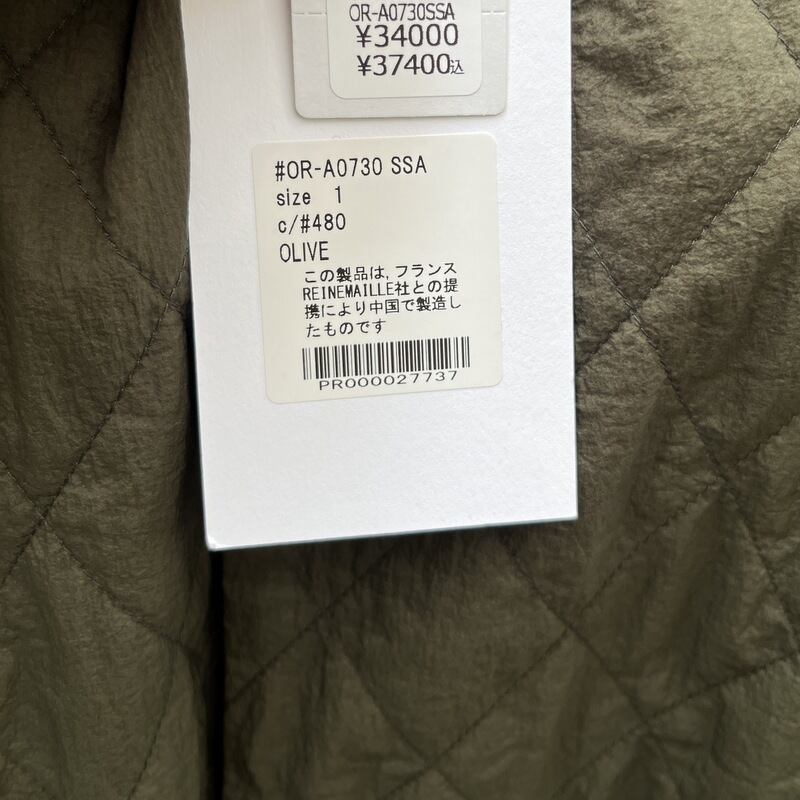 OR-A0730SSA
¥34000
¥37400込
#OR-A0730 SSA
size 1
c/#480
OLIVE
この製品は,フランス
REINEMAILLE社との提
携により中国で製造し
たものです
PR000027737